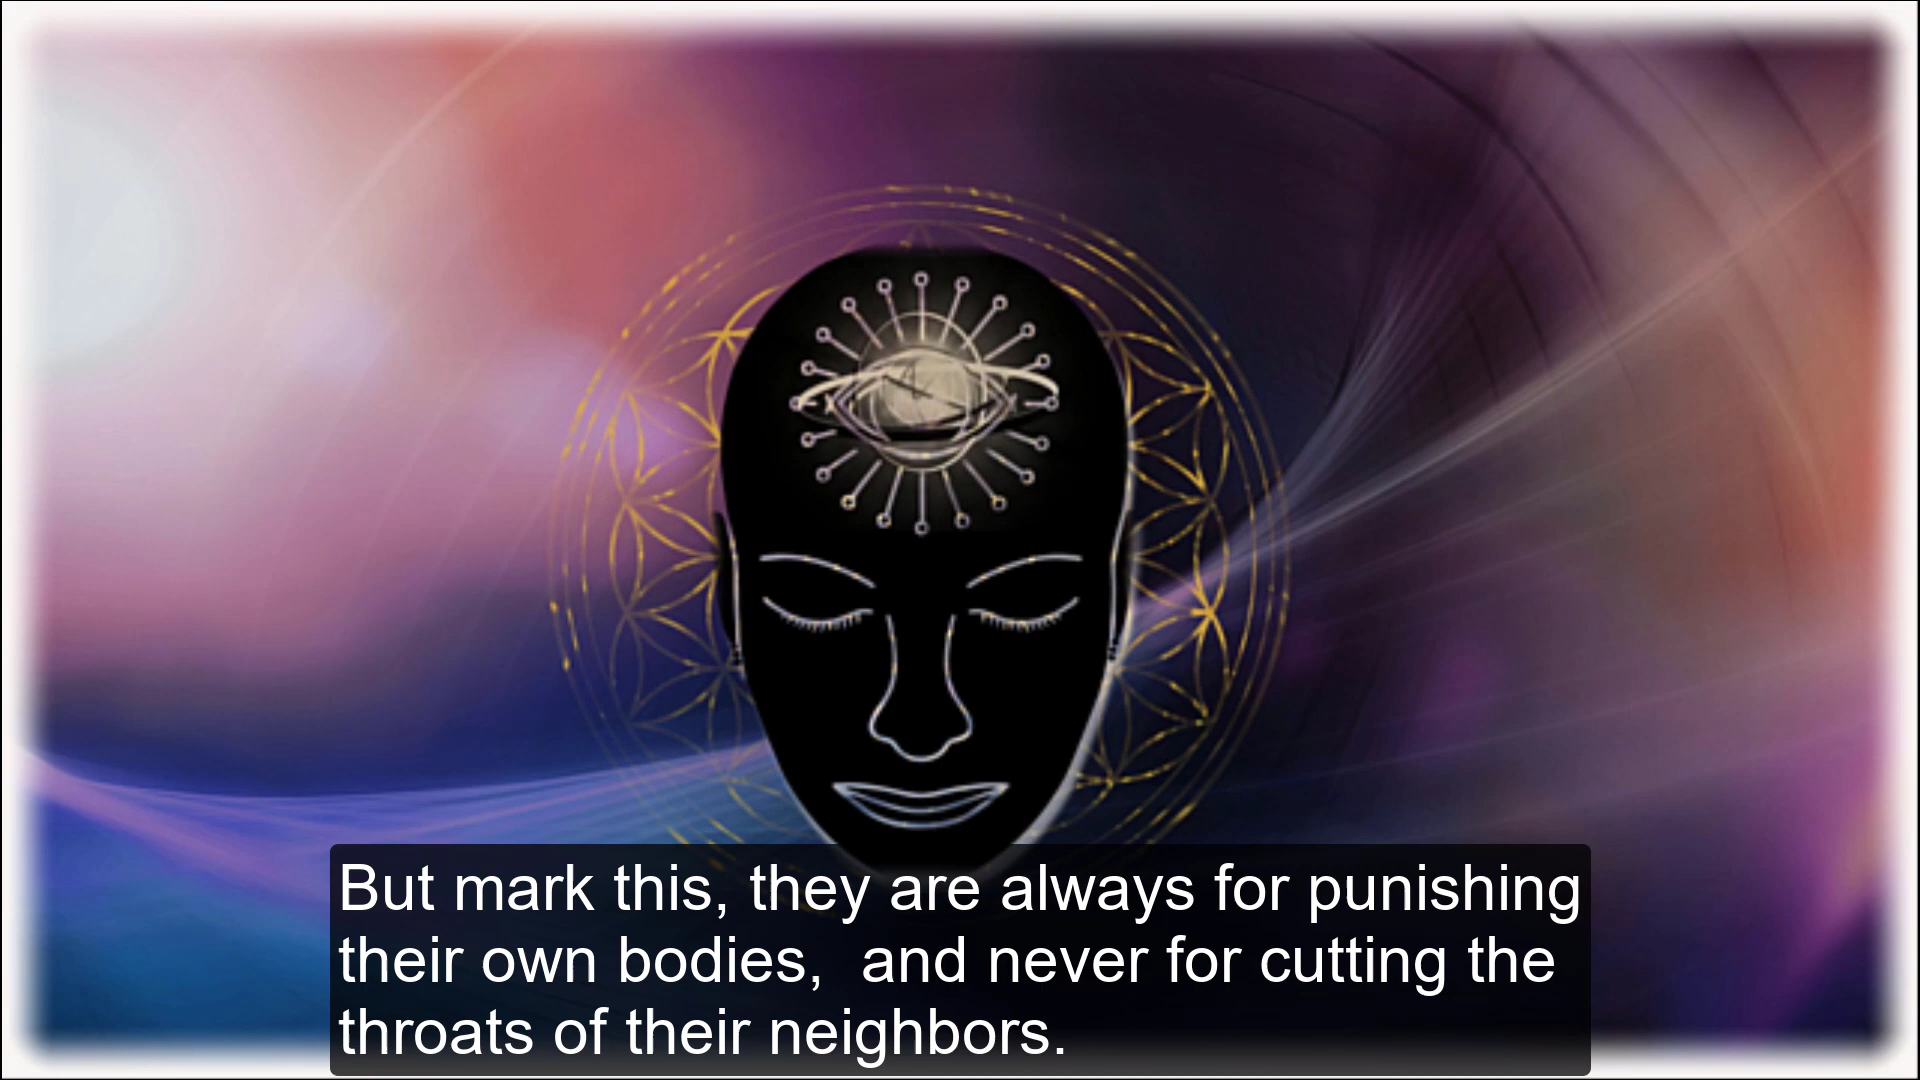 But mark this, they are always for punishing
their own bodies,  and never for cutting the
throats of their neighbors.